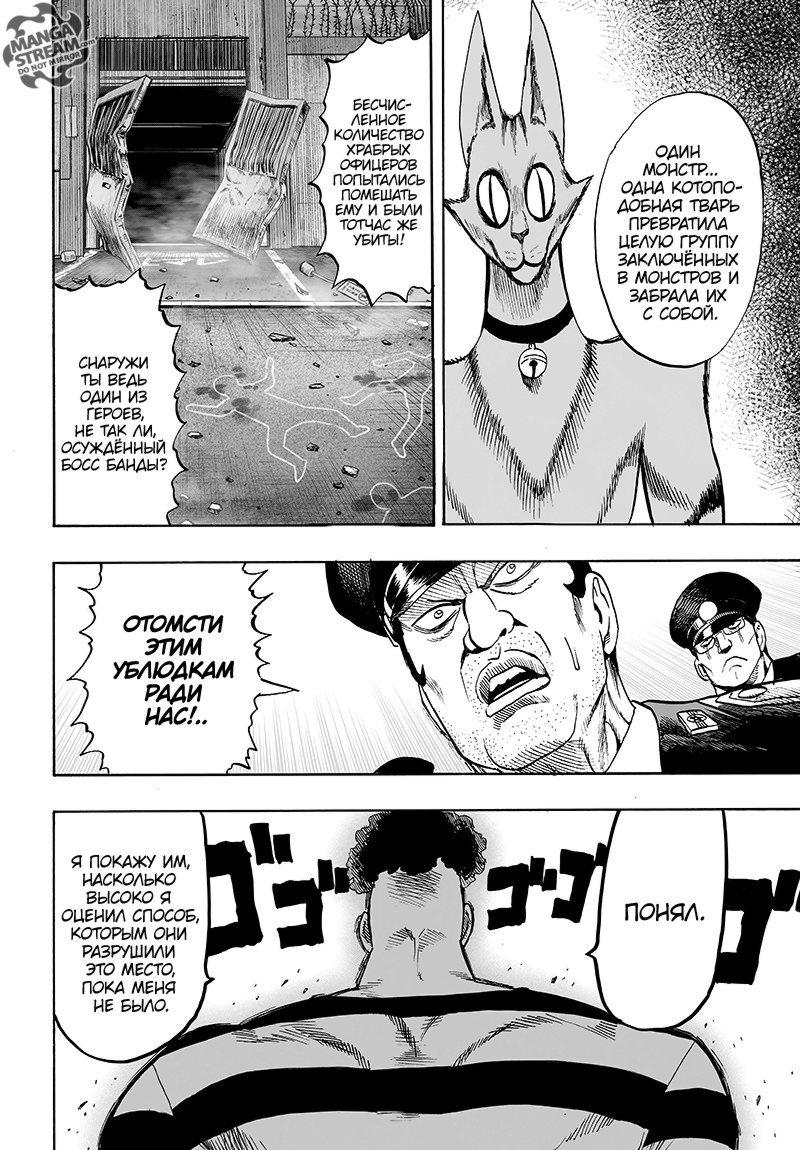 MANGA
STREAM.COM
DO NOT MIRROR!
ОДИН
МОНСТР...
ОДНА КОТОПО-
ДОБНАЯ ТВАРЬ
ПРЕВРАТИЛА
ЦЕЛУЮ ГРУППУ
ЗАКЛЮЧЁННЫХ
В МОНСТРОВ И
ЗАБРАЛА ИХ
С СОБОЙ.
БЕСЧИС-
ЛЕННОЕ
КОЛИЧЕСТВО
ХРАБРЫХ
ОФИЦЕРОВ
ПОПЫТАЛИСЬ
ПОМЕШАТЬ
ЕМУ И БЫЛИ
ТОТЧАС ЖЕ
УБИТЫ!
СНАРУЖИ
ТЫ ВЕДЬ
ОДИН ИЗ
ГЕРОЕВ,
НЕ ТАК ЛИ,
ОСУЖДЁННЫЙ
БОСС БАНДЫ?
ОТОМСТИ
ЭТИМ
УБЛЮДКАМ
РАДИ
НАС!..
ПОНЯЛ.
ゴゴゴ
ゴゴゴ
Я ПОКАЖУ ИМ,
НАСКОЛЬКО
ВЫСОКО Я
ОЦЕНИЛ СПОСОБ,
КОТОРЫМ ОНИ
РАЗРУШИЛИ
ЭТО МЕСТО,
ПОКА МЕНЯ
НЕ БЫЛО.